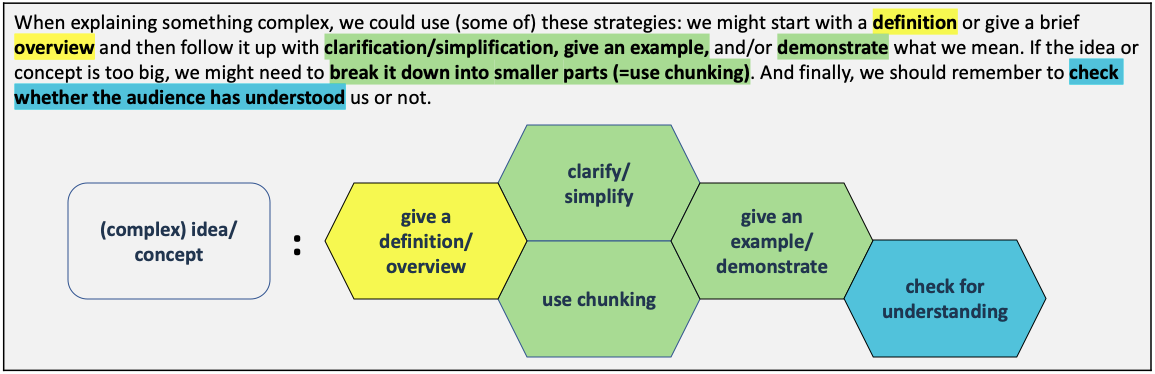 When explaining something complex, we could use (some of) these strategies: we might start with a definition or give a brief
overview and then follow it up with clarification/simplification, give an example, and/or demonstrate what we mean. If the idea or
concept is too big, we might need to break it down into smaller parts (=use chunking). And finally, we should remember to check
whether the audience has understood us or not.
(complex) idea/
concept
:
give a
definition/
overview
clarify/
simplify
use chunking
give an
example/
demonstrate
check for
understanding